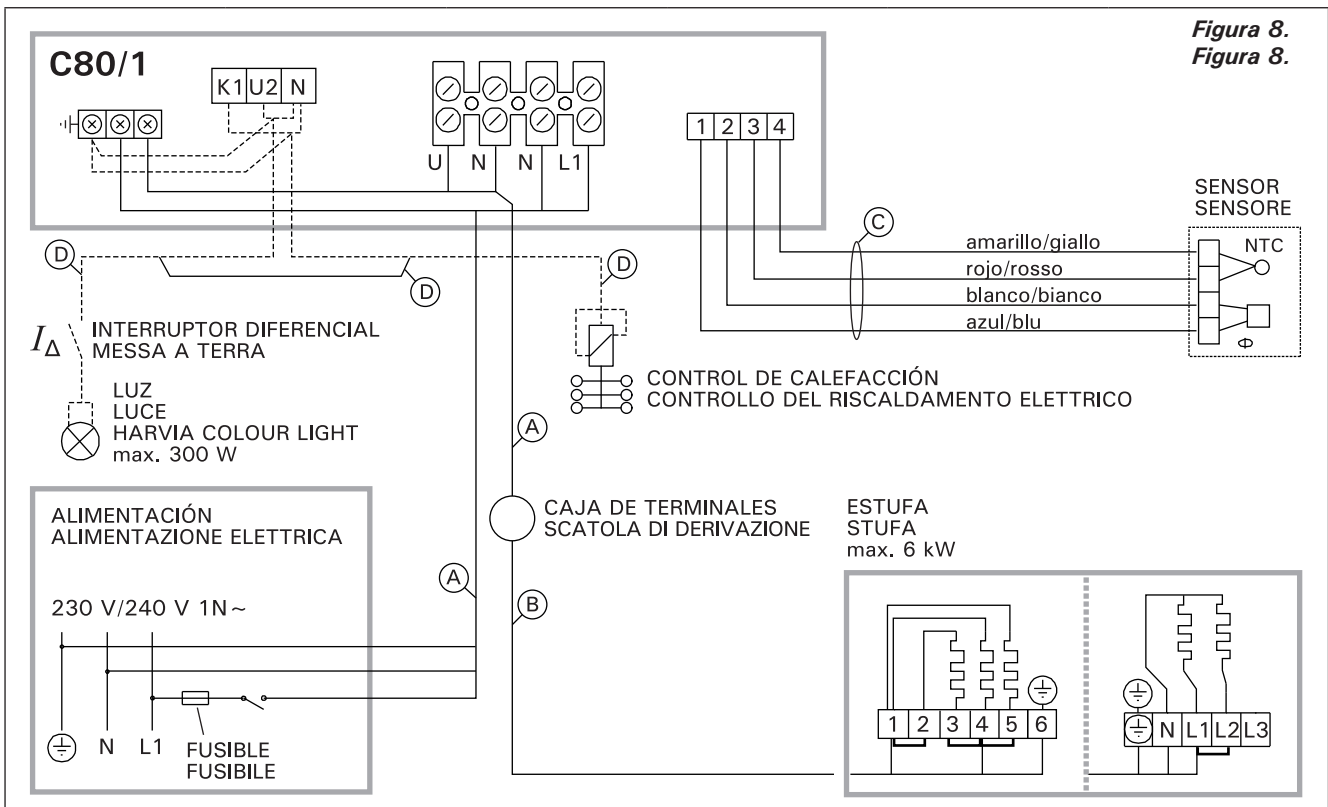 Figura 8.
Figura 8.
C80/1
K1 U2 N
U N N L1
1 2 3 4
SENSOR
SENSORE
NTC
C
amarillo/giallo
rojo/rosso
blanco/bianco
azul/blu
Φ
D
D
D
I∆
INTERRUPTOR DIFERENCIAL
MESSA A TERRA
LUZ
LUCE
HARVIA COLOUR LIGHT
max. 300 W
CONTROL DE CALEFACCIÓN
CONTROLLO DEL RISCALDAMENTO ELETTRICO
A
CAJA DE TERMINALES
SCATOLA DI DERIVAZIONE
A
B
ALIMENTACIÓN
ALIMENTAZIONE ELETTRICA
230 V/240 V 1N~
N L1
FUSIBLE
FUSIBILE
ESTUFA
STUFA
max. 6 kW
1 2 3 4 5 6
N L1 L2 L3